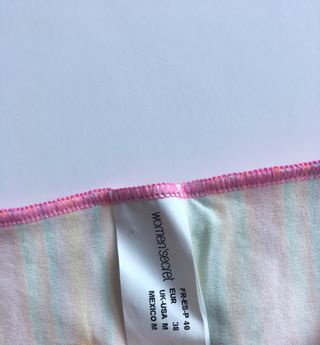 women'secret
FR-ES-P 40
EUR 38
UK-USA M
MEXICO M